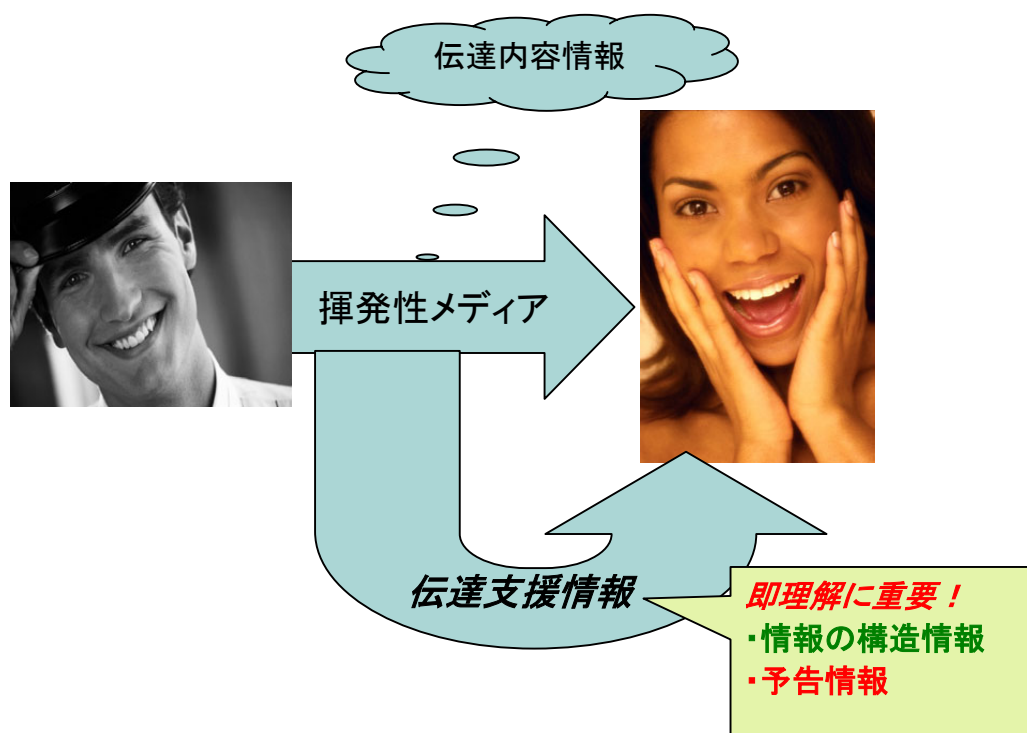 伝達内容情報
揮発性メディア
伝達支援情報
即理解に重要！
・情報の構造情報
・予告情報